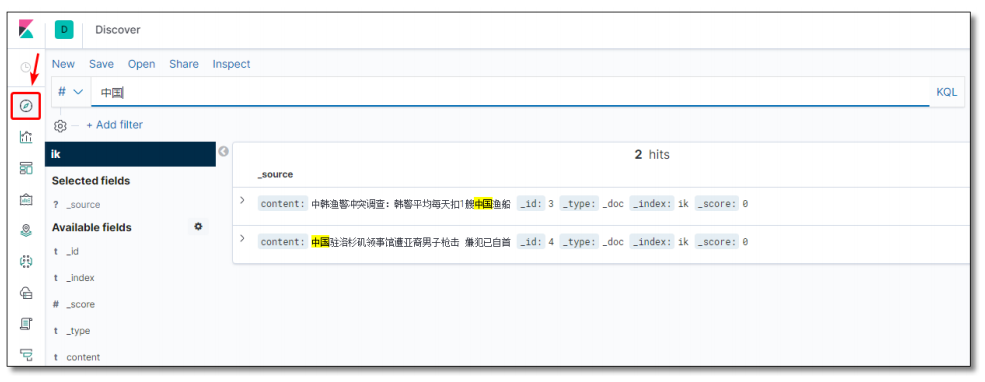 D Discover
New Save Open Share Inspect
# 中国 KQL
+ Add filter
ik
2 hits
Selected fields
? _source
Available fields
t _id
t _index
# _score
t _type
t content
_source
content: 中韩渔警冲突调查：韩警平均每天扣1艘中国渔船 _id: 3 _type: _doc _index: ik _score: 0
content: 中国驻洛杉矶领事馆遭亚裔男子枪击 嫌犯已自首 _id: 4 _type: _doc _index: ik _score: 0